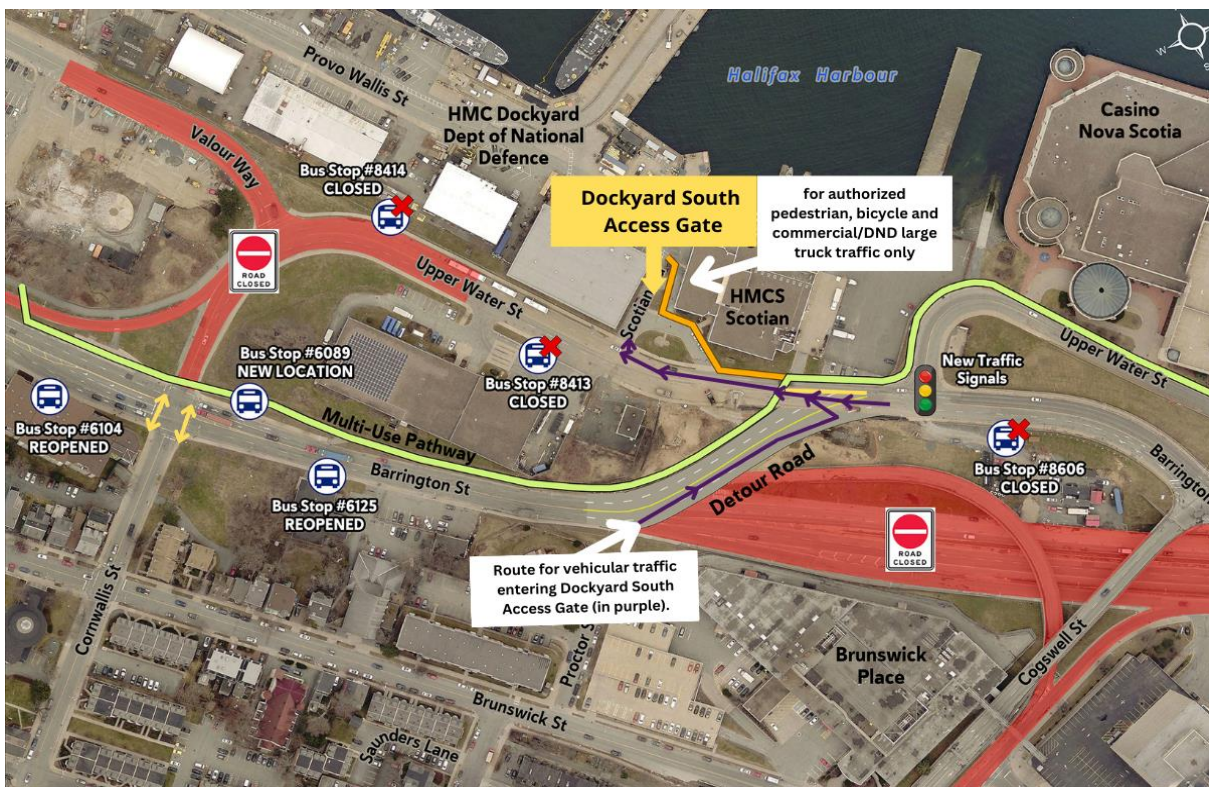 Provo Wallis St
Halifax Harbour
W
S
Casino
Nova Scotia
HMC Dockyard
Dept of National
Defence
Valour Way
Bus Stop #8414
CLOSED
Dockyard South
Access Gate
for authorized
pedestrian, bicycle and
commercial/DND large
truck traffic only
ROAD
CLOSED
Upper Water St
Scotian
HMCS
Scotian
Upper Water St
Bus Stop #6089
NEW LOCATION
Bus Stop #8413
CLOSED
New Traffic
Signals
Bus Stop #6104
REOPENED
Multi-Use Pathway
Barrington St
Bus Stop #6125
REOPENED
Detour Road
Bus Stop #8606
CLOSED
Barrington
ROAD
CLOSED
Route for vehicular traffic
entering Dockyard South
Access Gate (in purple).
Cornwallis St
Proctor St
Brunswick
Place
Cogswell St
Brunswick St
Saunders Lane